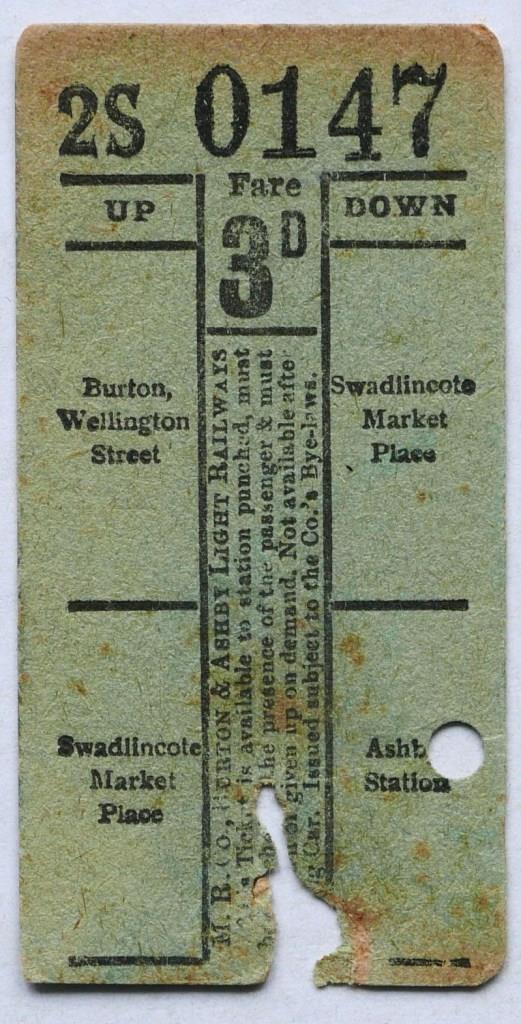 2S 0147
UP
Fare
3D
DOWN
Burton,
Wellington
Street
Swadlincote
Market
Place
Swadlincote
Market
Place
Ashb
Station
M. R. Co., BURTON & ASHBY LIGHT RAILWAYS
Ticket is available to station punched, must
the presence of the passenger & must
given up on demand. Not available afte
g Car. Issued subject to the Co.'s Bye-laws.